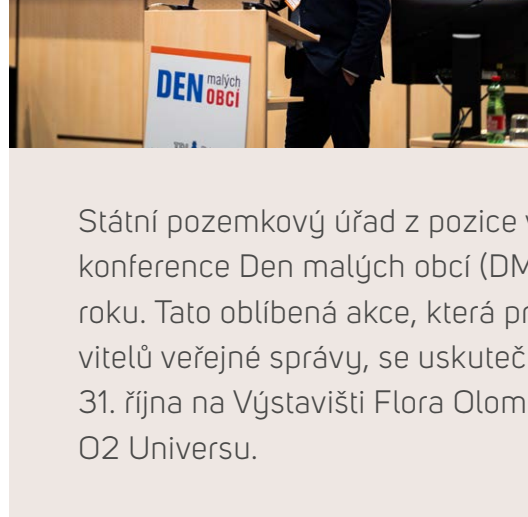 DEN malých
OBCÍ
Státní pozemkový úřad z pozice
konference Den malých obcí (DM
roku. Tato oblíbená akce, která pr
vitelů veřejné správy, se uskuteč
31. října na Výstavišti Flora Olom
O2 Universu.